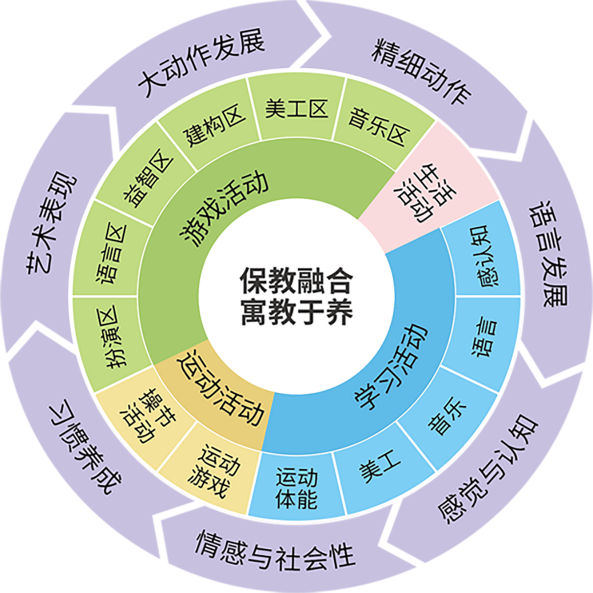 保教融合
寓教于养
游戏活动
生活
活动
学习活动
运动活动
扮演区
语言区
益智区
建构区
美工区
音乐区
感认知
语言
音乐
美工
运动
体能
运动
游戏
操节
活动
大动作发展
精细动作
语言发展
感觉与认知
情感与社会性
习惯养成
艺术表现